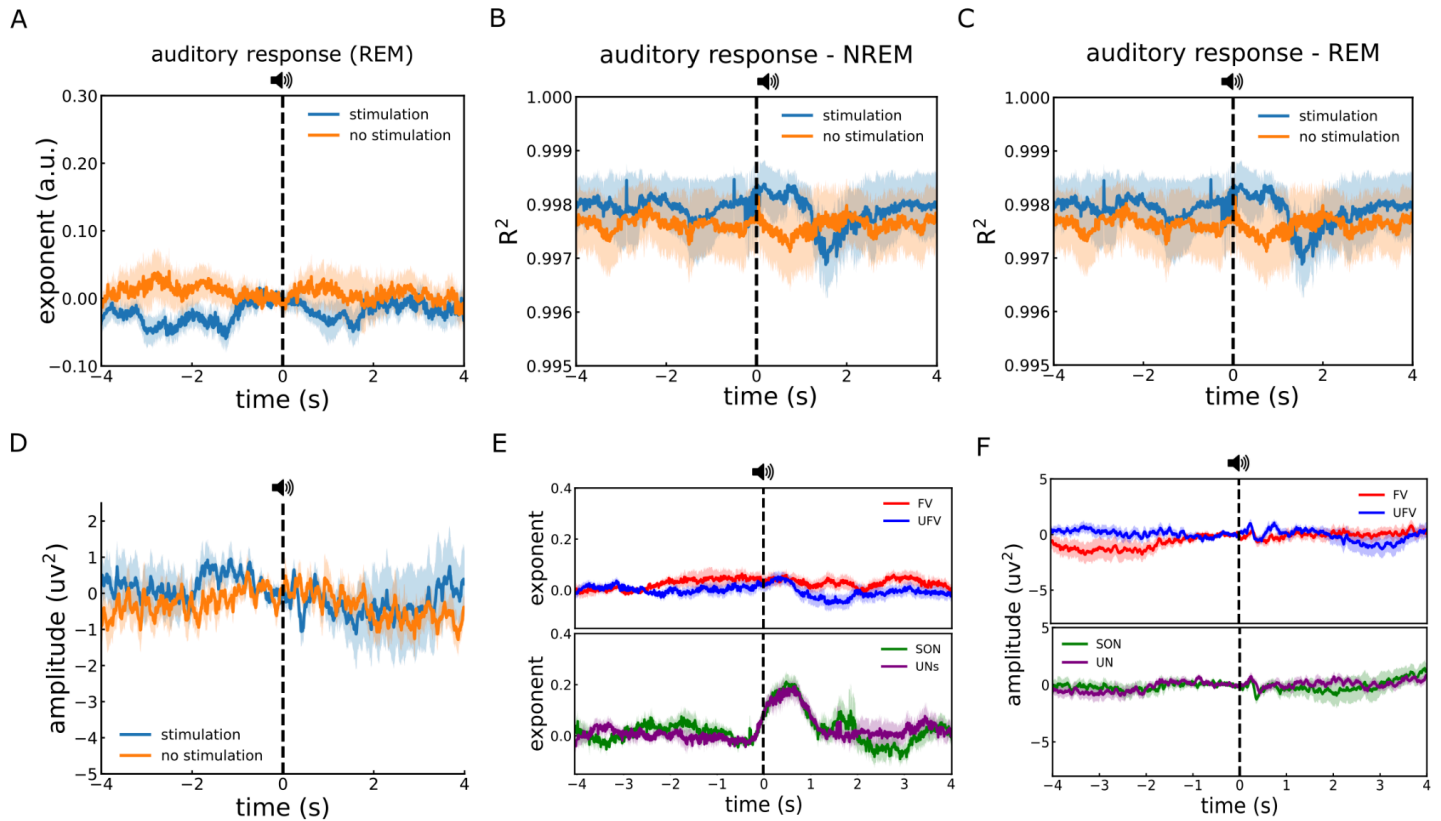 A
auditory response (REM)
stimulation
no stimulation
0.30
0.20
0.10
0.00
−0.10
exponent (a.u.)
−4
−2
0
2
4
time (s)
B
auditory response - NREM
stimulation
no stimulation
1.000
0.999
0.998
0.997
0.996
0.995
R²
−4
−2
0
2
4
time (s)
C
auditory response - REM
stimulation
no stimulation
1.000
0.999
0.998
0.997
0.996
0.995
R²
−4
−2
0
2
4
time (s)
D
2
1
0
−1
−2
−3
−4
−5
amplitude (uv²)
stimulation
no stimulation
−4
−2
0
2
4
time (s)
E
FV
UFV
0.4
0.2
0.0
exponent
SON
UNs
0.4
0.2
0.0
exponent
−4
−3
−2
−1
0
1
2
3
4
time (s)
F
FV
UFV
5
0
−5
amplitude (uv²)
SON
UN
5
0
−5
−4
−3
−2
−1
0
1
2
3
4
time (s)